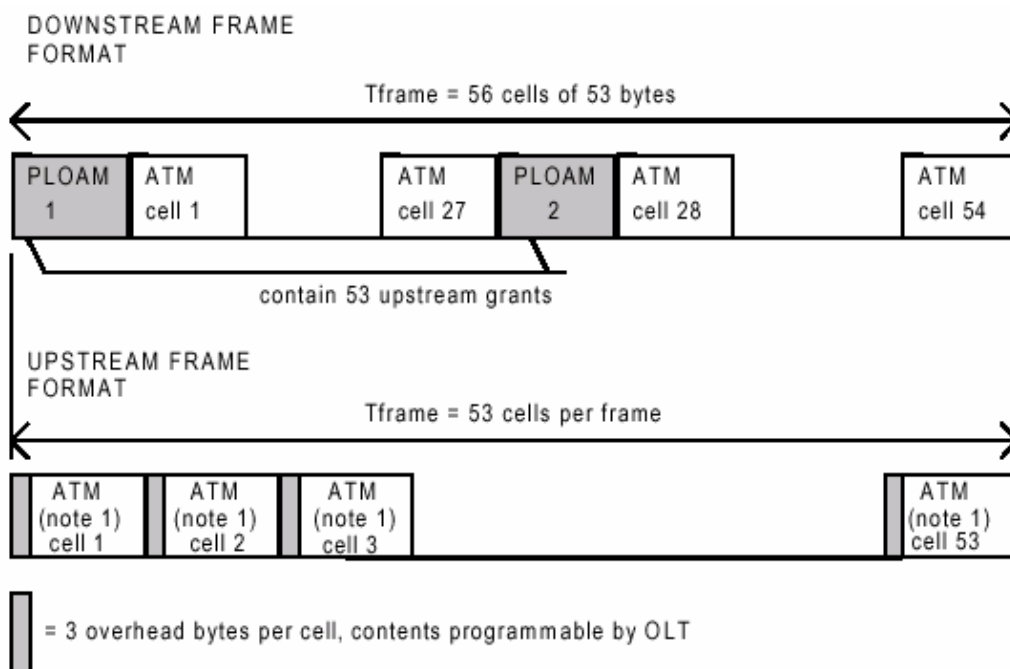 DOWNSTREAM FRAME
FORMAT
Tframe = 56 cells of 53 bytes
PLOAM
1
ATM
cell 1
ATM
cell 27
PLOAM
2
ATM
cell 28
ATM
cell 54
contain 53 upstream grants
UPSTREAM FRAME
FORMAT
Tframe = 53 cells per frame
ATM
(note 1)
cell 1
ATM
(note 1)
cell 2
ATM
(note 1)
cell 3
ATM
(note 1)
cell 53
= 3 overhead bytes per cell, contents programmable by OLT